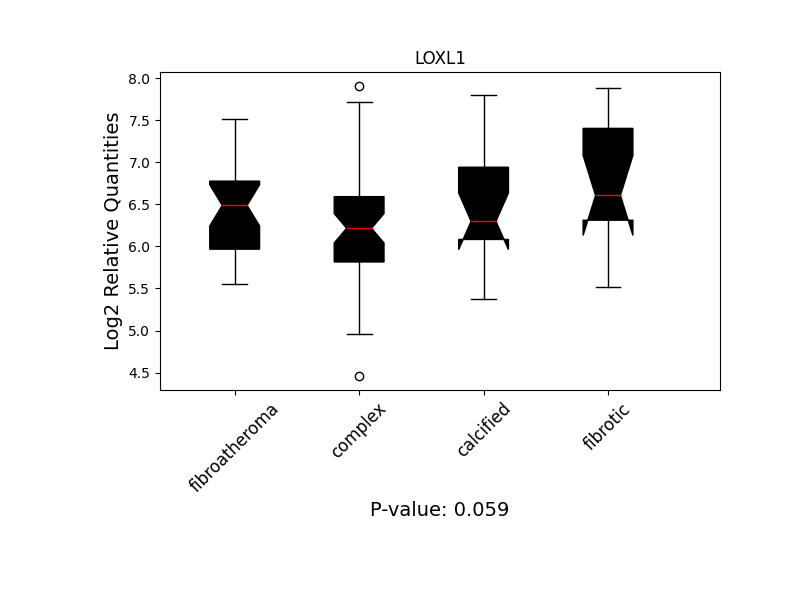 LOXL1
Log2 Relative Quantities
8.0
7.5
7.0
6.5
6.0
5.5
5.0
4.5
fibroatheroma
complex
calcified
fibrotic
P-value: 0.059